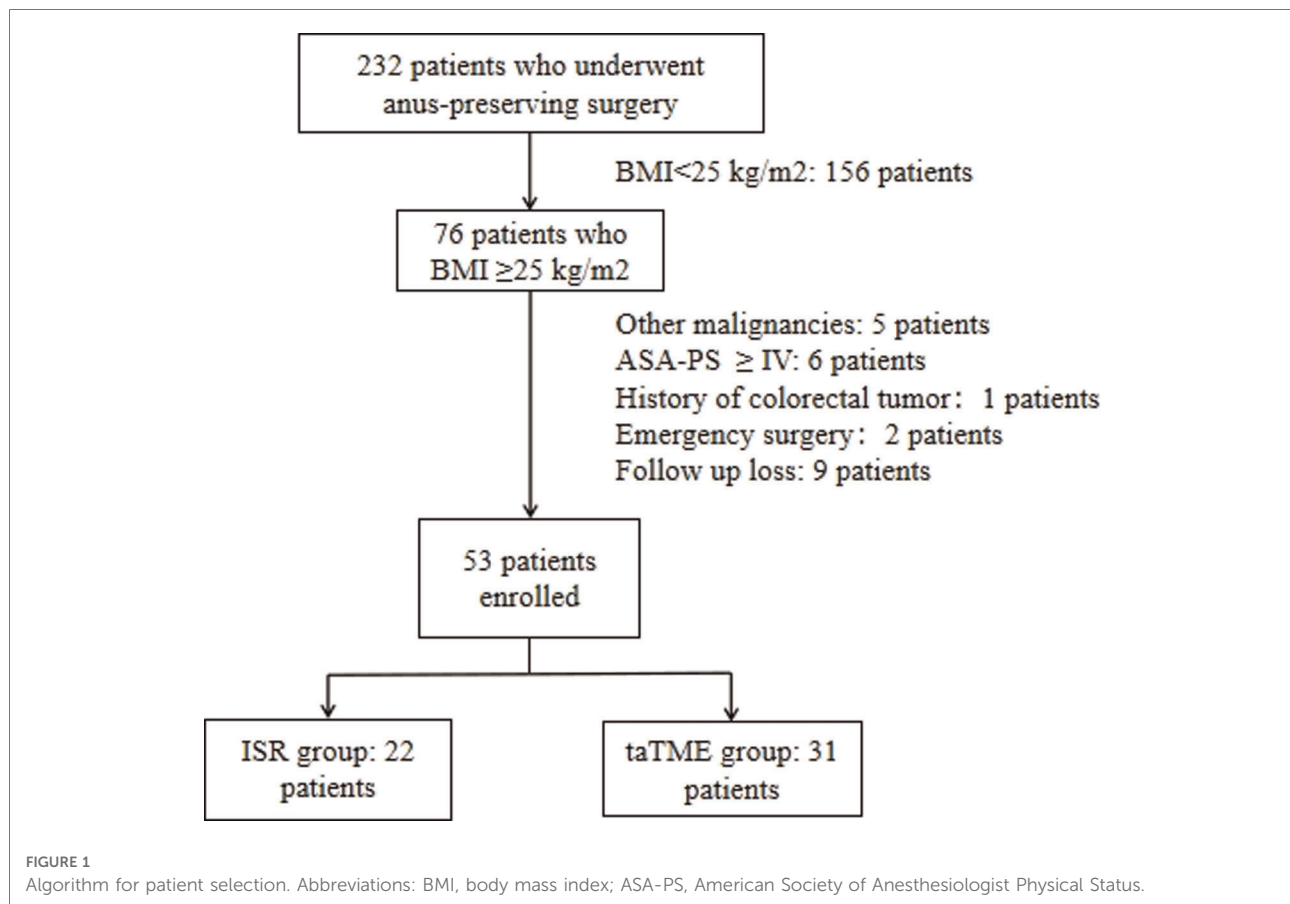 232 patients who underwent
anus-preserving surgery
BMI<25 kg/m2: 156 patients
76 patients who
BMI ≥25 kg/m2
Other malignancies: 5 patients
ASA-PS ≥ IV: 6 patients
History of colorectal tumor: 1 patients
Emergency surgery: 2 patients
Follow up loss: 9 patients
53 patients
enrolled
ISR group: 22
patients
taTME group: 31
patients
FIGURE 1
Algorithm for patient selection. Abbreviations: BMI, body mass index; ASA-PS, American Society of Anesthesiologist Physical Status.